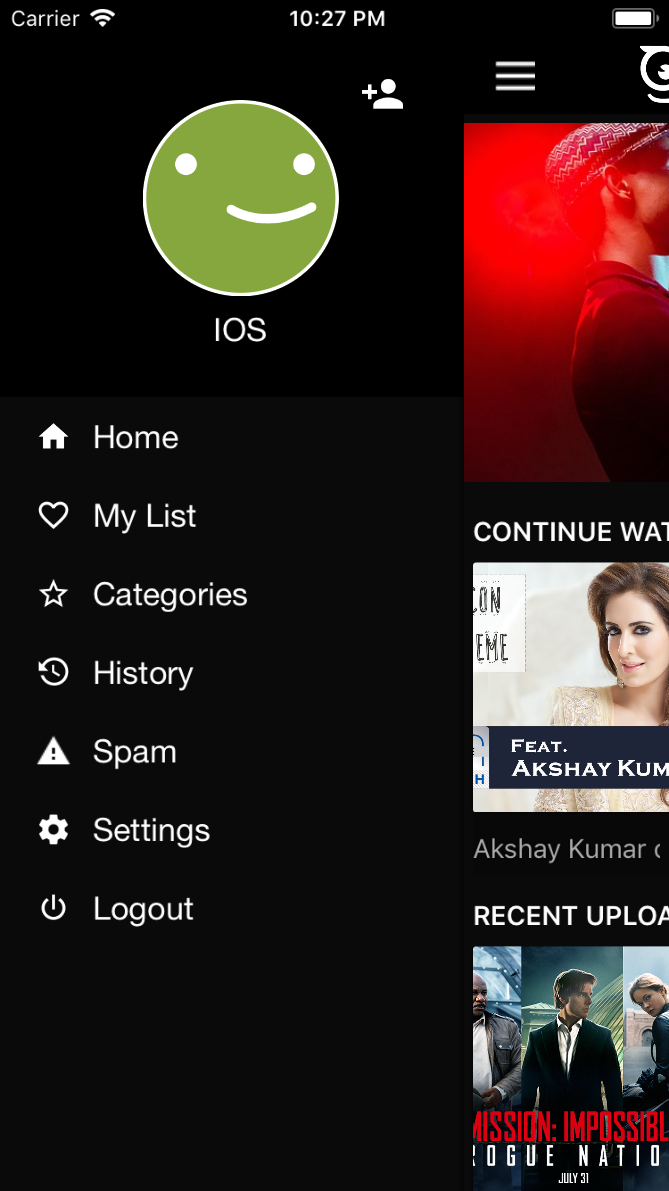 Carrier
10:27 PM
IOS
Home
My List
Categories
History
Spam
Settings
Logout
CONTINUE WAT
CON
EME
FEAT.
AKSHAY KUM
I
H
Akshay Kumar
RECENT UPLOA
MISSION: IMPOSSIBL
ROGUE NATIO
JULY 31